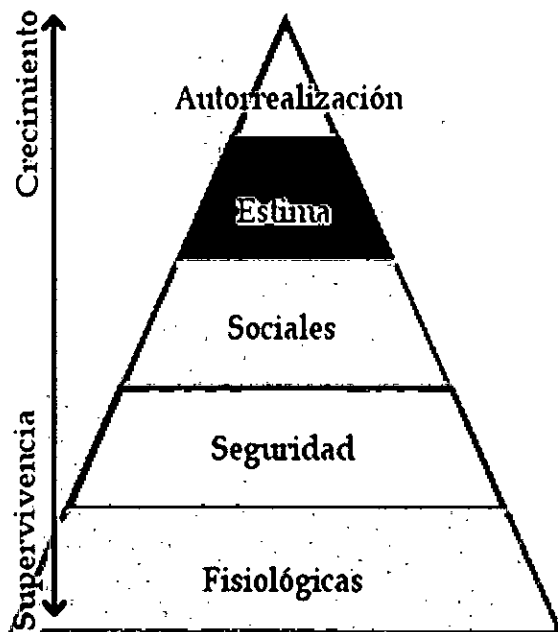 Crecimiento
Supervivencia
Autorrealización
Estima
Sociales
Seguridad
Fisiológicas